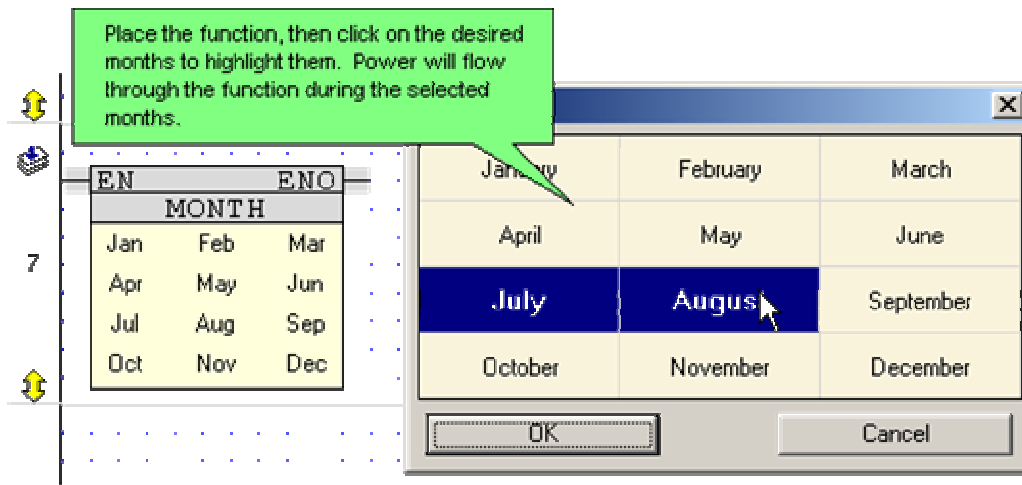 Place the function, then click on the desired
months to highlight them. Power will flow
through the function during the selected
months.
January February March
April May June
July August September
October November December
OK Cancel
EN ENO
MONTH
Jan Feb Mar
Apr May Jun
Jul Aug Sep
Oct Nov Dec
7